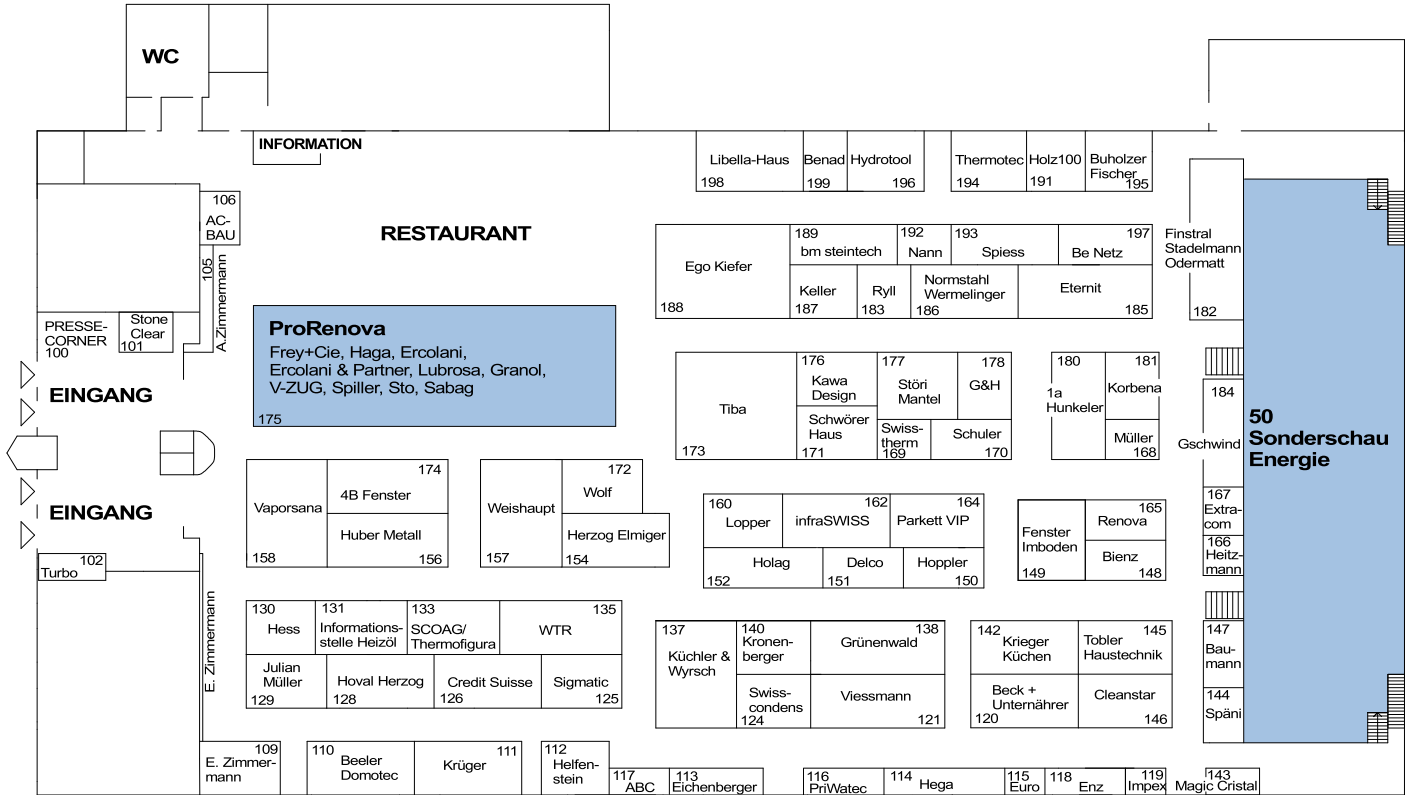 WC
INFORMATION
Libella-Haus
198
Benad
199
Hydrotool
196
Thermotec
194
Holz100
191
Buholzer
Fischer
195
106
AC-
BAU
105
A.Zimmermann
RESTAURANT
Ego Kiefer
188
189
bm steintech
192
Nann
193
Spiess
197
Be Netz
Keller
187
Ryll
183
Normstahl
Wermelinger
186
Eternit
185
Finstral
Stadelmann
Odermatt
182
PRESSE-
CORNER
100
Stone
Clear
101
ProRenova
Frey+Cie, Haga, Ercolani,
Ercolani & Partner, Lubrosa, Granol,
V-ZUG, Spiller, Sto, Sabag
175
EINGANG
EINGANG
Tiba
173
176
Kawa
Design
Schwörer
Haus
171
177
Störi
Mantel
178
G&H
Swiss-
therm
169
Schuler
170
180
1a
Hunkeler
181
Korbena
Müller
168
184
Gschwind
50
Sonderschau
Energie
Vaporsana
158
174
4B Fenster
Huber Metall
156
Weishaupt
157
172
Wolf
Herzog Elmiger
154
160
Lopper
162
infraSWISS
164
Parkett VIP
Holag
152
Delco
151
Hoppler
150
Fenster
Imboden
149
165
Renova
Bienz
148
167
Extra-
com
166
Heitz-
mann
102
Turbo
E. Zimmermann
130
Hess
131
Informations-
stelle Heizöl
133
SCOAG/
Thermofigura
135
WTR
Julian
Müller
129
Hoval Herzog
128
Credit Suisse
126
Sigmatic
125
137
Küchler &
Wyrsch
140
Kronen-
berger
138
Grünenwald
Swiss-
condens
124
Viessmann
121
142
Krieger
Küchen
145
Tobler
Haustechnik
Beck +
Unternährer
120
Cleanstar
146
147
Bau-
mann
144
Späni
109
E. Zimmer-
mann
110
Beeler
Domotec
111
Krüger
112
Helfen-
stein
117
ABC
113
Eichenberger
116
PriWatec
114
Hega
115
Euro
118
Enz
119
Impex
143
Magic Cristal